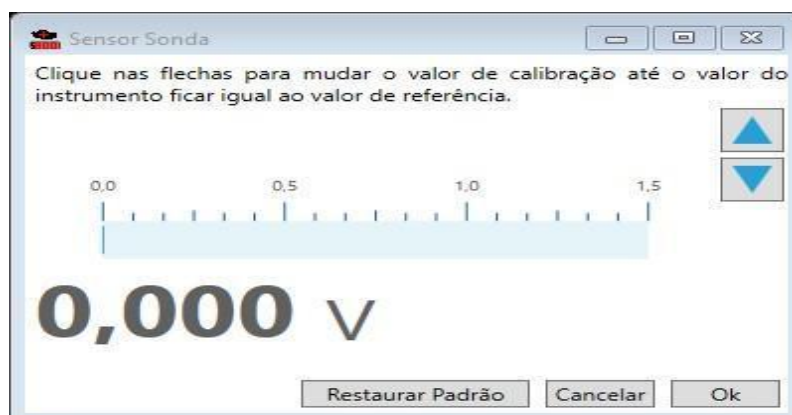 Sensor Sonda
Clique nas flechas para mudar o valor de calibração até o valor do
instrumento ficar igual ao valor de referência.
0,0 0,5 1,0 1,5
0,000 V
Restaurar Padrão Cancelar Ok